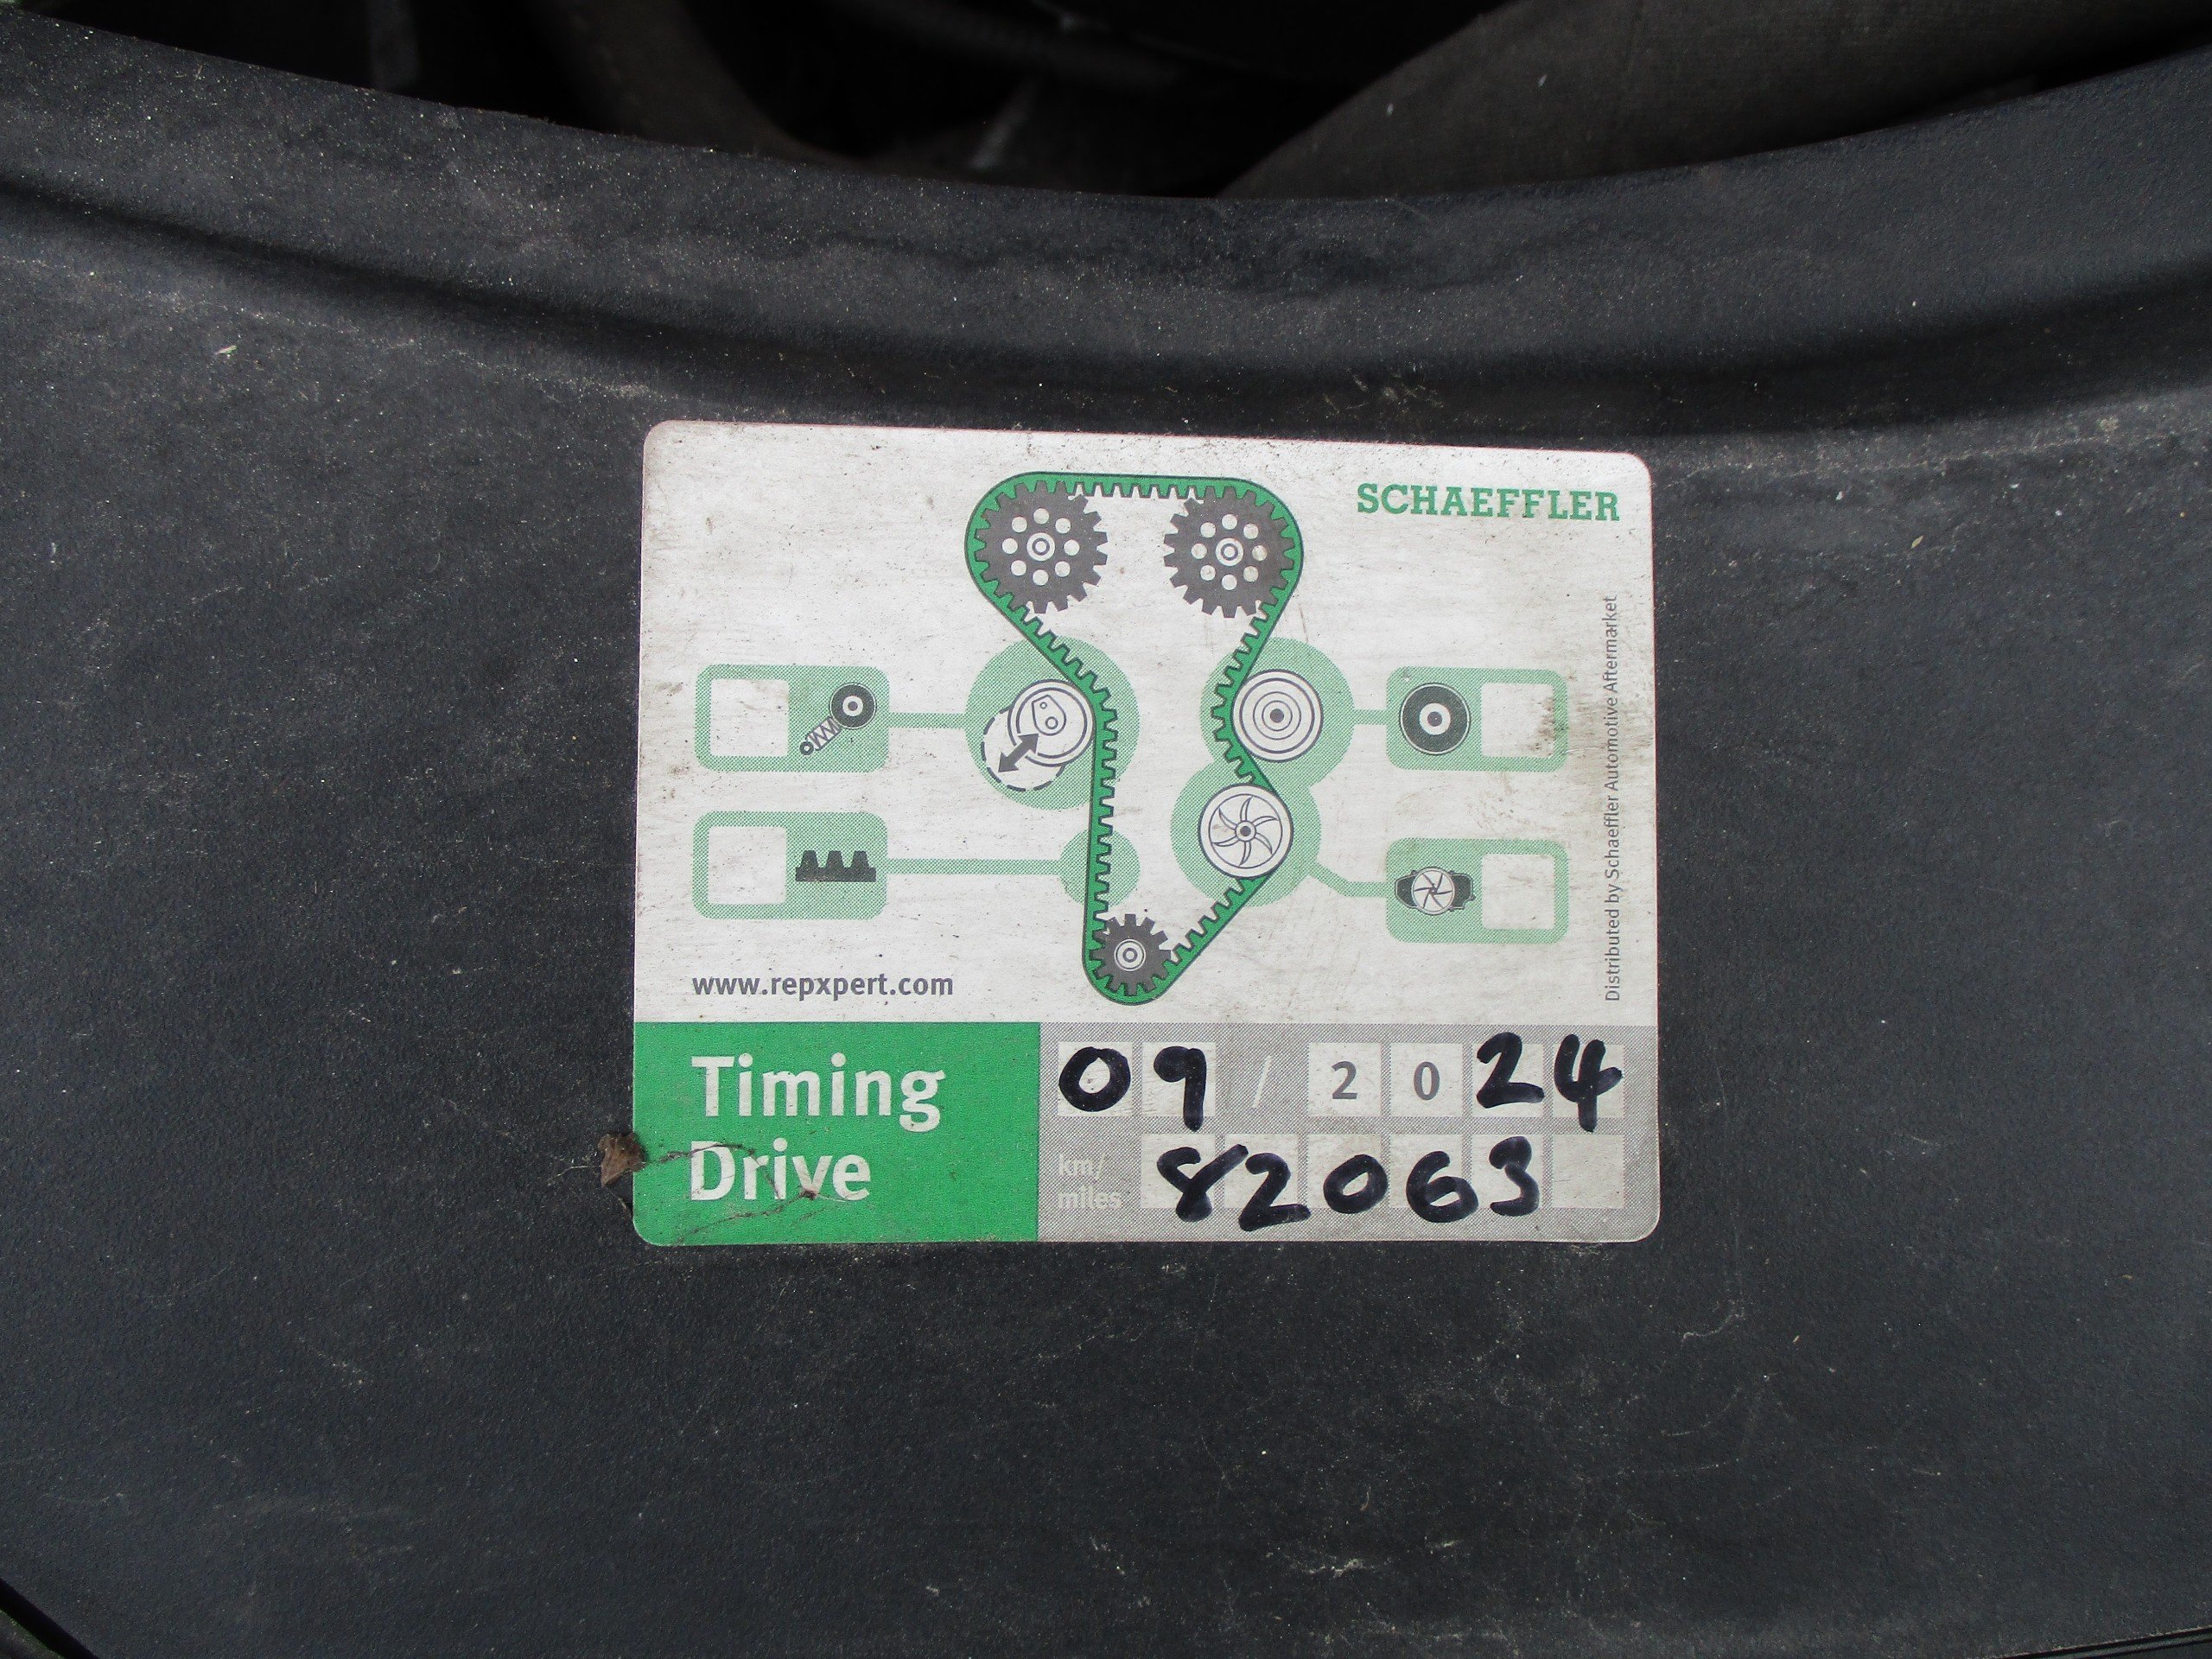 SCHAEFFLER
Distributed by Schaeffler Automotive Aftermarket
www.repxpert.com
Timing
Drive
09 / 2024
km/
miles
82063